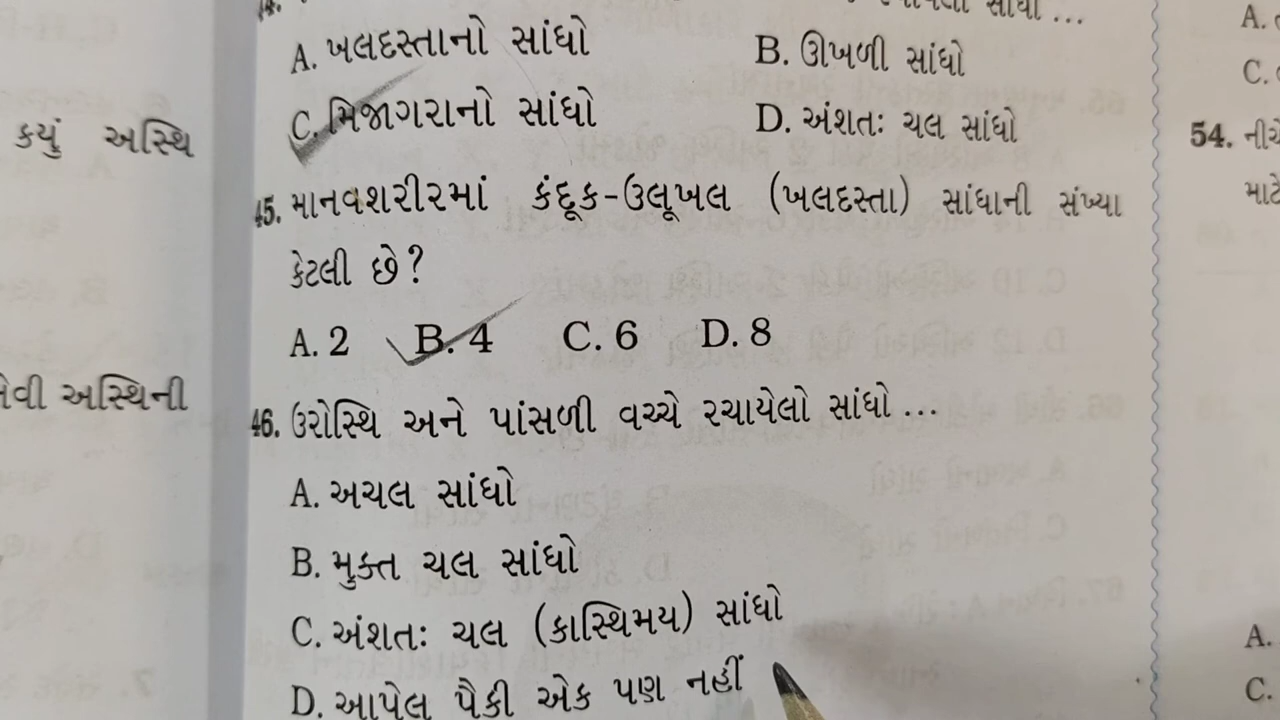 સાંધો ...
A. ખલદસ્તાનો સાંધો
B. ઊખળી સાંધો
C. મિજાગરાનો સાંધો
D. અંશતઃ ચલ સાંધો
45. માનવશરીરમાં કંદૂક-ઉલૂખલ (ખલદસ્તા) સાંધાની સંખ્યા
કેટલી છે?
A. 2 B. 4 C. 6 D. 8
46. ઉરોસ્થિ અને પાંસળી વચ્ચે રચાયેલો સાંધો ...
A. અચલ સાંધો
B. મુક્ત ચલ સાંધો
C. અંશતઃ ચલ (કાસ્થિમય) સાંધો
D. આપેલ પૈકી એક પણ નહીં
કયું અસ્થિ
અસ્થિની
7.
A.
C.
54.
A.
C.